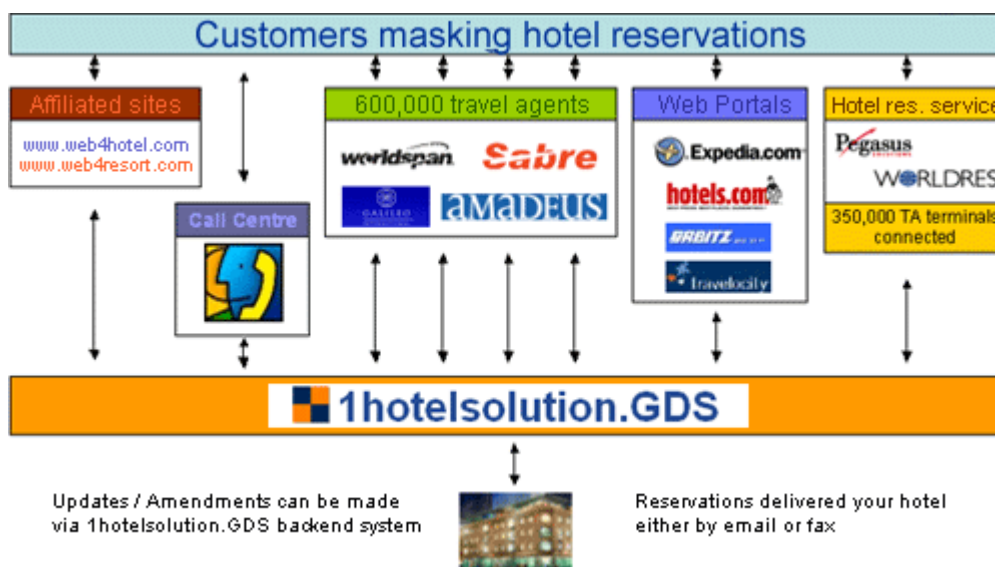 Customers masking hotel reservations
Affiliated sites
www.web4hotel.com
www.web4resort.com
Call Centre
600,000 travel agents
worldspan
Sabre
GALILEO
amadeus
Web Portals
Expedia.com
hotels.com
ORBITZ
travelocity
Hotel res. service
Pegasus
SOLUTIONS
WORLDRES
350,000 TA terminals
connected
1hotelsolution.GDS
Updates / Amendments can be made
via 1hotelsolution.GDS backend system
Reservations delivered your hotel
either by email or fax